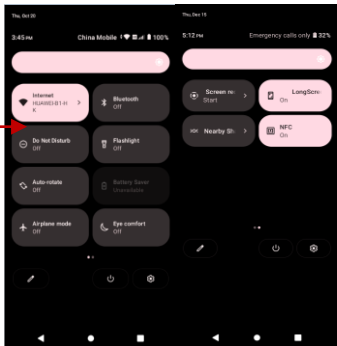 Thu, Oct 20
3:45 PM
China Mobile
100%
Internet
HUAWEI-B1-H
K
Bluetooth
Off
Do Not Disturb
Off
Flashlight
Off
Auto-rotate
Off
Battery Saver
Unavailable
Airplane mode
Off
Eye comfort
Off
Thu, Dec 15
5:12 PM
Emergency calls only
32%
Screen re
Start
LongScre
On
Nearby Sh
NFC
On